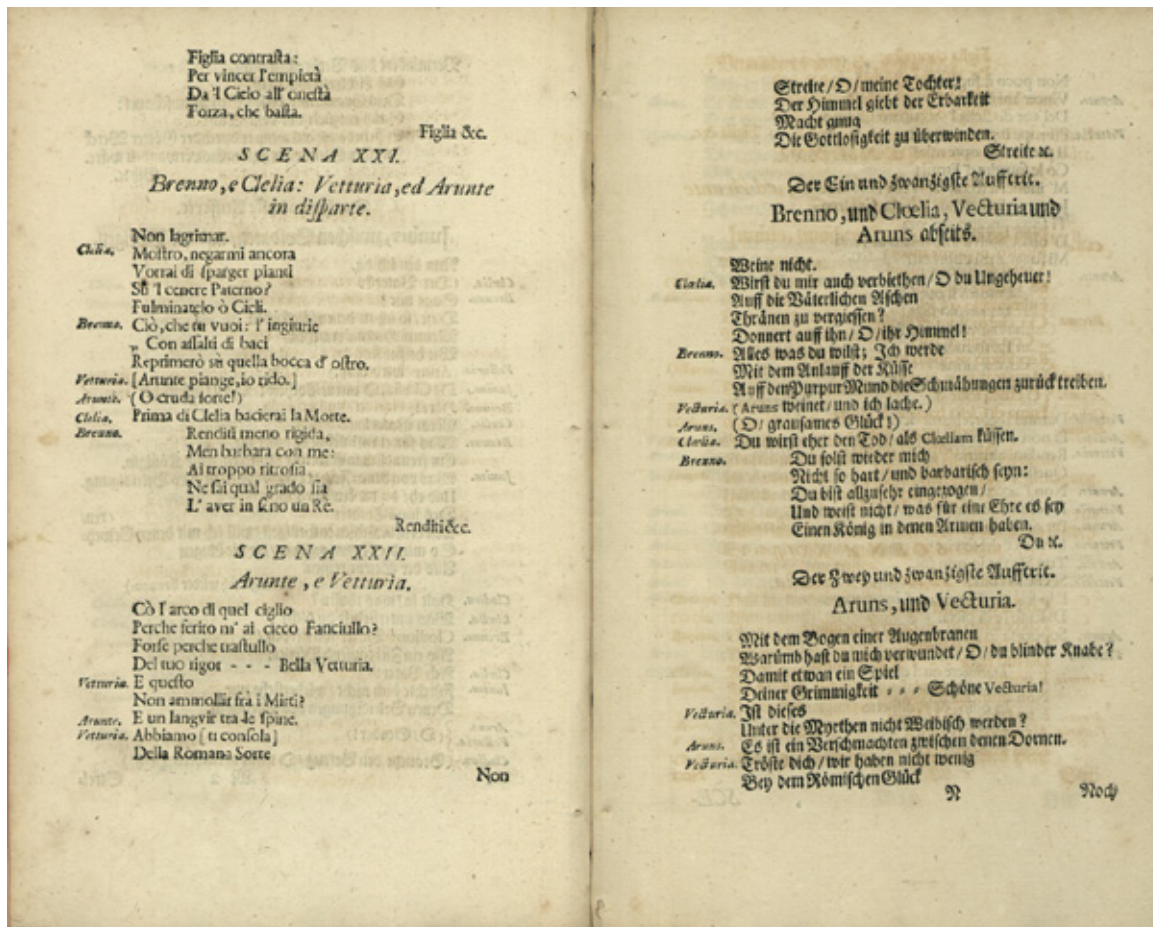 Figlia contrasta:
Per vincer l'empietà
Da 'l Cielo all' onestà
Forza, che basta.
Figlia &c.
SCENA XXI.
Brenno, e Clelia: Vetturia, ed Arunte
in disparte.
Non lagrimar.
Clelia. Mostro, negarmi ancora
Vorrai di sparger pianti
Sù 'l cenere Paterno?
Fulminatelo ò Cieli.
Brenno. Ciò, che tu vuoi: l' ingiurie
„ Con assalti di baci
Reprimerò sù quella bocca d' ostro.
Vetturia. [Arunte piange, io rido.]
Arunte. (O cruda sorte!)
Clelia. Prima di Clelia bacierai la Morte.
Brenno. Renditi meno rigida,
Men barbara con me:
Ai troppo ritrosia
Ne sai qual grado sia
L' aver in seno un Rè.
Renditi &c.
SCENA XXII.
Arunte, e Vetturia.
Cò l'arco di quel ciglio
Perche ferito m' ai cieco Fanciullo?
Forse perche trastullo
Del tuo rigor - - - Bella Vetturia.
Vetturia. E questo
Non ammollir frà i Mirti?
Arunte. E un langvir tra le spine.
Vetturia. Abbiamo [ti consola]
Della Romana Sorte
Non
Streite / O / meine Tochter!
Der Himmel giebt der Erbarkeit
Macht gnug
Die Gottlosigkeit zu überwinden.
Streite ꝛc.
Der Ein und zwanzigste Aufftrit.
Brenno, und Clœlia, Vecturia und
Aruns abseits.
Weine nicht.
Clœlia. Wirst du mir auch verbiethen / O du Ungeheuer!
Auff die Väterlichen Aschen
Thränen zu vergiessen?
Donnert auff ihn / O / ihr Himmel!
Brenno. Alles was du wilst; Ich werde
Mit dem Anlauff der Küsse
Auff den Purpur Mund die Schmähungen zurück treiben.
Vecturia. (Aruns weinet / und ich lache.)
Aruns. (O / grausames Glück!)
Clœlia. Du wirst eher den Tod / als Clœliam küssen.
Brenno. Du solst wieder mich
Nicht so hart / und barbarisch seyn:
Du bist allzusehr eingezogen /
Und weist nicht / was für eine Ehre es sey
Einen König in denen Armen haben.
Du ꝛc.
Der Zwey und zwanzigste Aufftrit.
Aruns, und Vecturia.
Mit dem Bogen einer Augenbranen
Warümb hast du mich verwundet / O / du blinder Knabe?
Damit etwan ein Spiel
Deiner Grimmigkeit - - - Schöne Vecturia!
Vecturia. Ist dieses
Unter die Myrthen nicht Weibisch werden?
Aruns. Es ist ein Verschmachten zwischen denen Dornen.
Vecturia. Tröste dich / wir haben nicht wenig
Bey dem Römischen Glück
N Noch